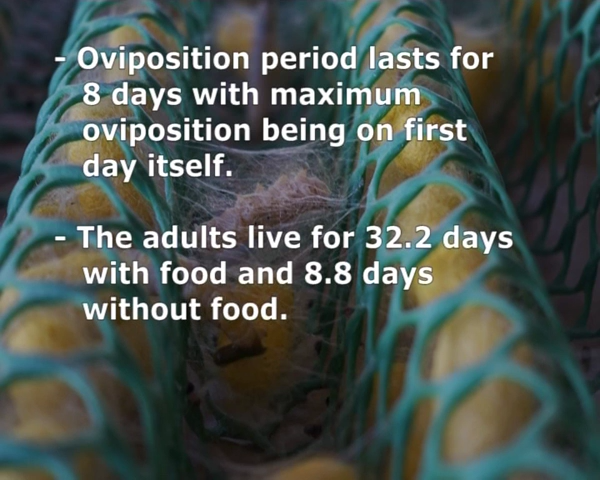 - Oviposition period lasts for
8 days with maximum
oviposition being on first
day itself.
- The adults live for 32.2 days
with food and 8.8 days
without food.